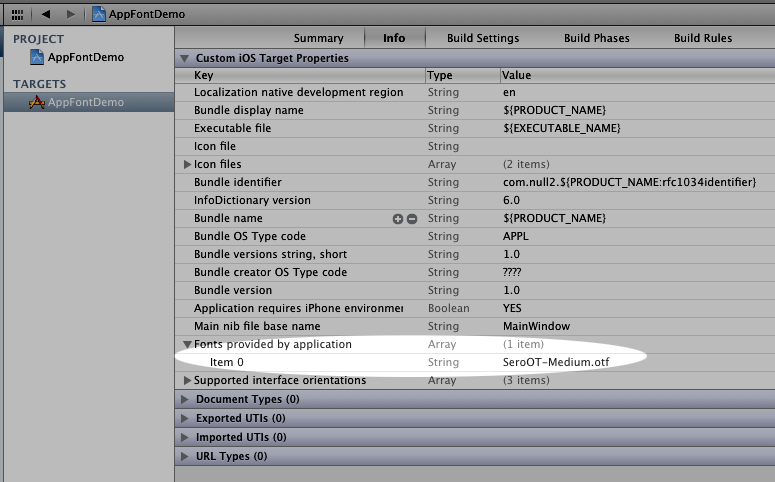 AppFontDemo
PROJECT
AppFontDemo
TARGETS
AppFontDemo
Summary Info Build Settings Build Phases Build Rules
Custom iOS Target Properties
Key Type Value
Localization native development region String en
Bundle display name String ${PRODUCT_NAME}
Executable file String ${EXECUTABLE_NAME}
Icon file String
Icon files Array (2 items)
Bundle identifier String com.null2.${PRODUCT_NAME:rfc1034identifier}
InfoDictionary version String 6.0
Bundle name String ${PRODUCT_NAME}
Bundle OS Type code String APPL
Bundle versions string, short String 1.0
Bundle creator OS Type code String ????
Bundle version String 1.0
Application requires iPhone environmer Boolean YES
Main nib file base name String MainWindow
Fonts provided by application Array (1 item)
Item 0 String SeroOT-Medium.otf
Supported interface orientations Array (3 items)
Document Types (0)
Exported UTIs (0)
Imported UTIs (0)
URL Types (0)